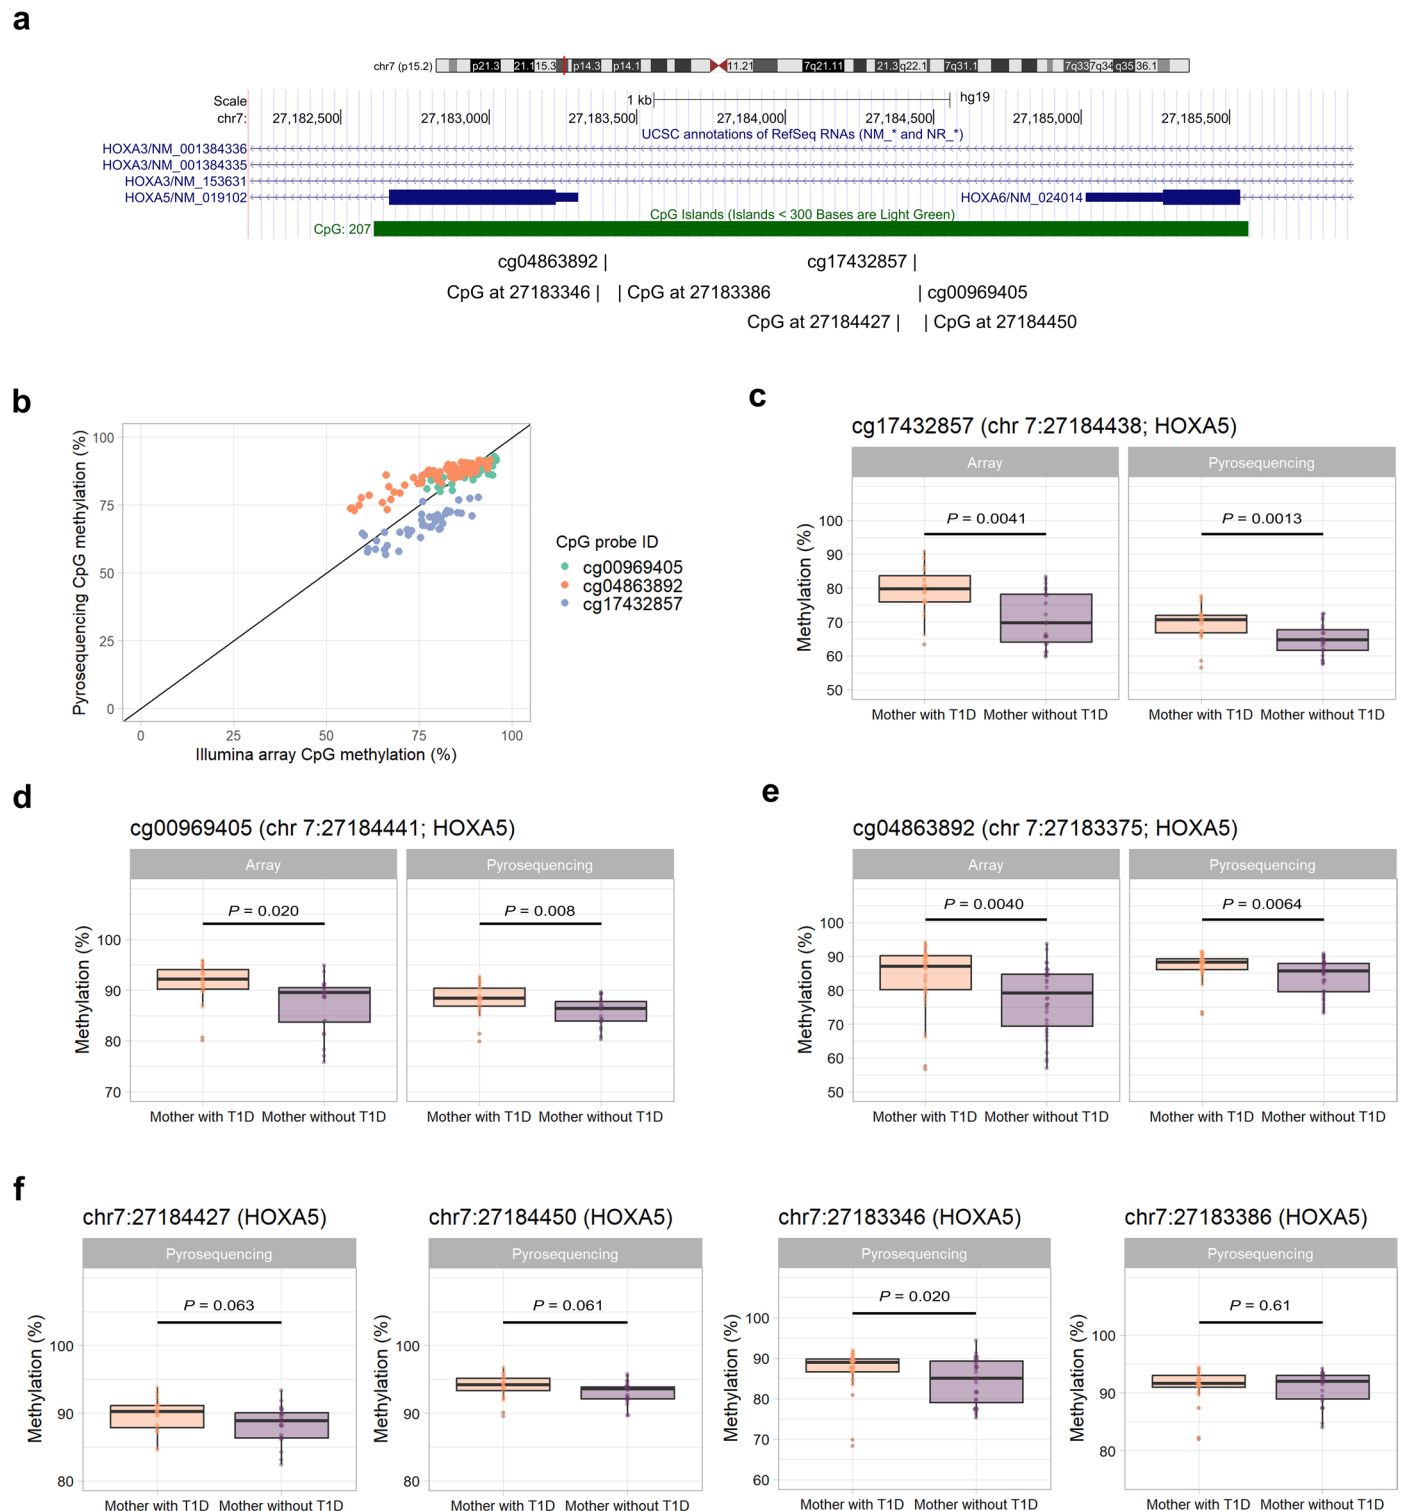 a
chr7 (p15.2) p21.3 21.1 15.3 p14.3 p14.1 11.21 7q21.11 21.3 q22.1 7q31.1 7q33 7q34 q35 36.1
Scale 1 kb hg19
chr7: 27,182,500 27,183,000 27,183,500 27,184,000 27,184,500 27,185,000 27,185,500
UCSC annotations of RefSeq RNAs (NM_* and NR_*)
HOXA3/NM_001384336
HOXA3/NM_001384335
HOXA3/NM_153631
HOXA5/NM_019102 HOXA6/NM_024014
CpG Islands (Islands < 300 Bases are Light Green)
CpG: 207
cg04863892 | cg17432857 |
CpG at 27183346 | | CpG at 27183386 | cg00969405
CpG at 27184427 | | CpG at 27184450
b
Pyrosequencing CpG methylation (%)
100
75
50
25
0
0 25 50 75 100
Illumina array CpG methylation (%)
CpG probe ID
cg00969405
cg04863892
cg17432857
c
cg17432857 (chr 7:27184438; HOXA5)
Array Pyrosequencing
P = 0.0041 P = 0.0013
Methylation (%)
100
90
80
70
60
50
Mother with T1D Mother without T1D Mother with T1D Mother without T1D
d
cg00969405 (chr 7:27184441; HOXA5)
Array Pyrosequencing
P = 0.020 P = 0.008
Methylation (%)
100
90
80
70
Mother with T1D Mother without T1D Mother with T1D Mother without T1D
e
cg04863892 (chr 7:27183375; HOXA5)
Array Pyrosequencing
P = 0.0040 P = 0.0064
Methylation (%)
100
90
80
70
60
50
Mother with T1D Mother without T1D Mother with T1D Mother without T1D
f
chr7:27184427 (HOXA5)
Pyrosequencing
P = 0.063
Methylation (%)
100
90
80
Mother with T1D Mother without T1D
chr7:27184450 (HOXA5)
Pyrosequencing
P = 0.061
Methylation (%)
100
90
80
Mother with T1D Mother without T1D
chr7:27183346 (HOXA5)
Pyrosequencing
P = 0.020
Methylation (%)
100
90
80
70
60
Mother with T1D Mother without T1D
chr7:27183386 (HOXA5)
Pyrosequencing
P = 0.61
Methylation (%)
100
90
80
Mother with T1D Mother without T1D